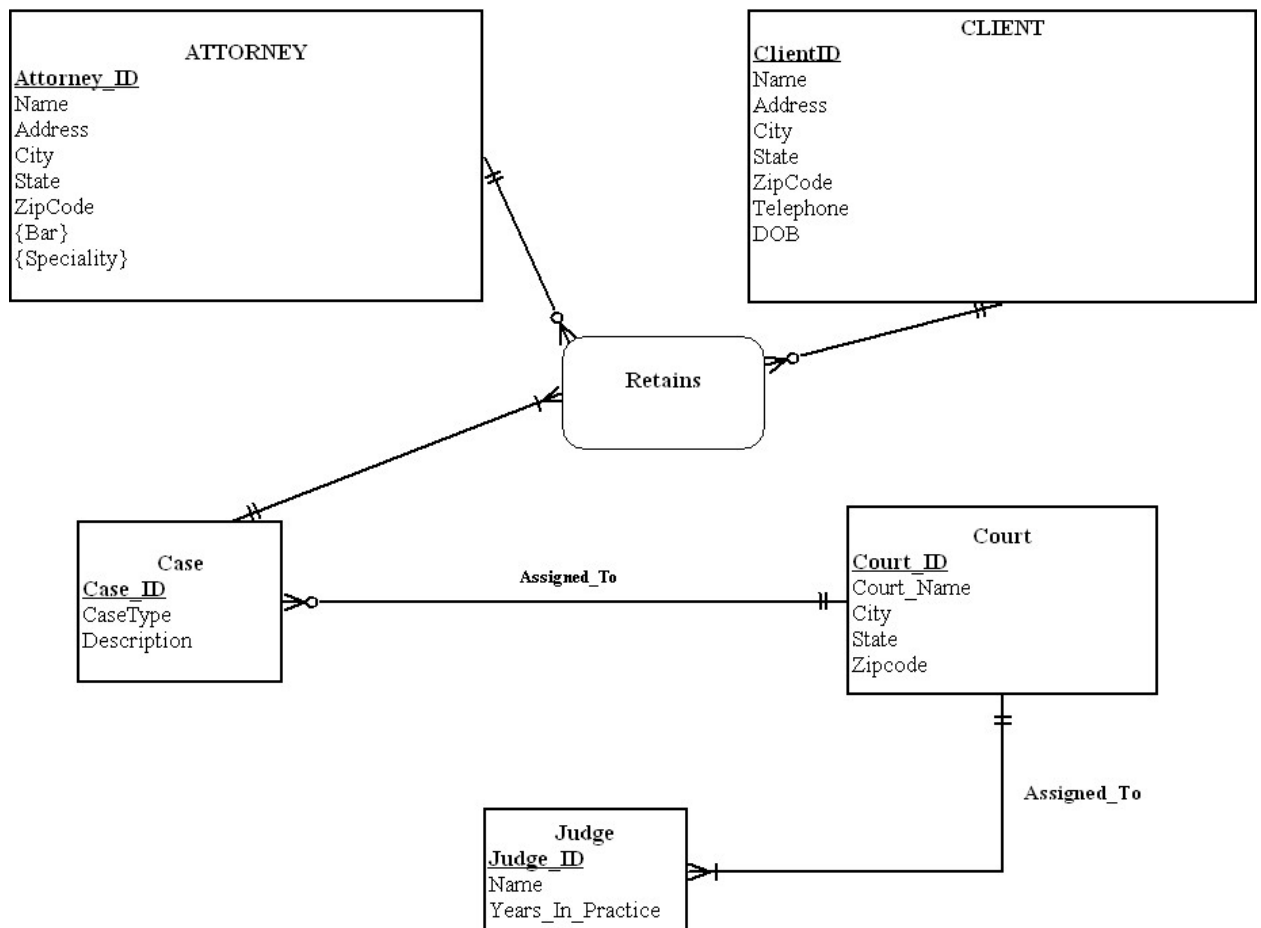 ATTORNEY
Attorney_ID
Name
Address
City
State
ZipCode
{Bar}
{Speciality}
CLIENT
ClientID
Name
Address
City
State
ZipCode
Telephone
DOB
Retains
Case
Case_ID
CaseType
Description
Assigned_To
Court
Court_ID
Court_Name
City
State
Zipcode
Assigned_To
Judge
Judge_ID
Name
Years_In_Practice